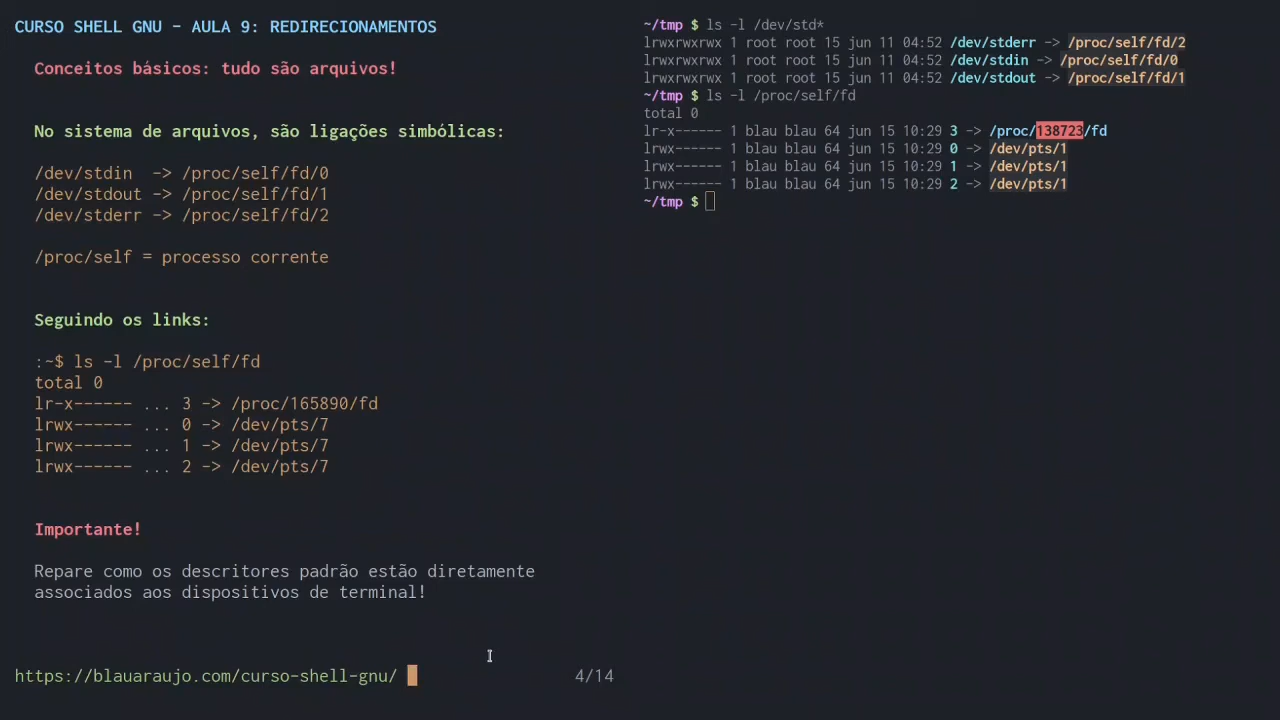 CURSO SHELL GNU - AULA 9: REDIRECIONAMENTOS
Conceitos básicos: tudo são arquivos!
No sistema de arquivos, são ligações simbólicas:
/dev/stdin  -> /proc/self/fd/0
/dev/stdout -> /proc/self/fd/1
/dev/stderr -> /proc/self/fd/2
/proc/self = processo corrente
Seguindo os links:
:~$ ls -l /proc/self/fd
total 0
lr-x------ ... 3 -> /proc/165890/fd
lrwx------ ... 0 -> /dev/pts/7
lrwx------ ... 1 -> /dev/pts/7
lrwx------ ... 2 -> /dev/pts/7
Importante!
Repare como os descritores padrão estão diretamente
associados aos dispositivos de terminal!
https://blauaraujo.com/curso-shell-gnu/ 4/14
~/tmp $ ls -l /dev/std*
lrwxrwxrwx 1 root root 15 jun 11 04:52 /dev/stderr -> /proc/self/fd/2
lrwxrwxrwx 1 root root 15 jun 11 04:52 /dev/stdin -> /proc/self/fd/0
lrwxrwxrwx 1 root root 15 jun 11 04:52 /dev/stdout -> /proc/self/fd/1
~/tmp $ ls -l /proc/self/fd
total 0
lr-x------ 1 blau blau 64 jun 15 10:29 3 -> /proc/138723/fd
lrwx------ 1 blau blau 64 jun 15 10:29 0 -> /dev/pts/1
lrwx------ 1 blau blau 64 jun 15 10:29 1 -> /dev/pts/1
lrwx------ 1 blau blau 64 jun 15 10:29 2 -> /dev/pts/1
~/tmp $